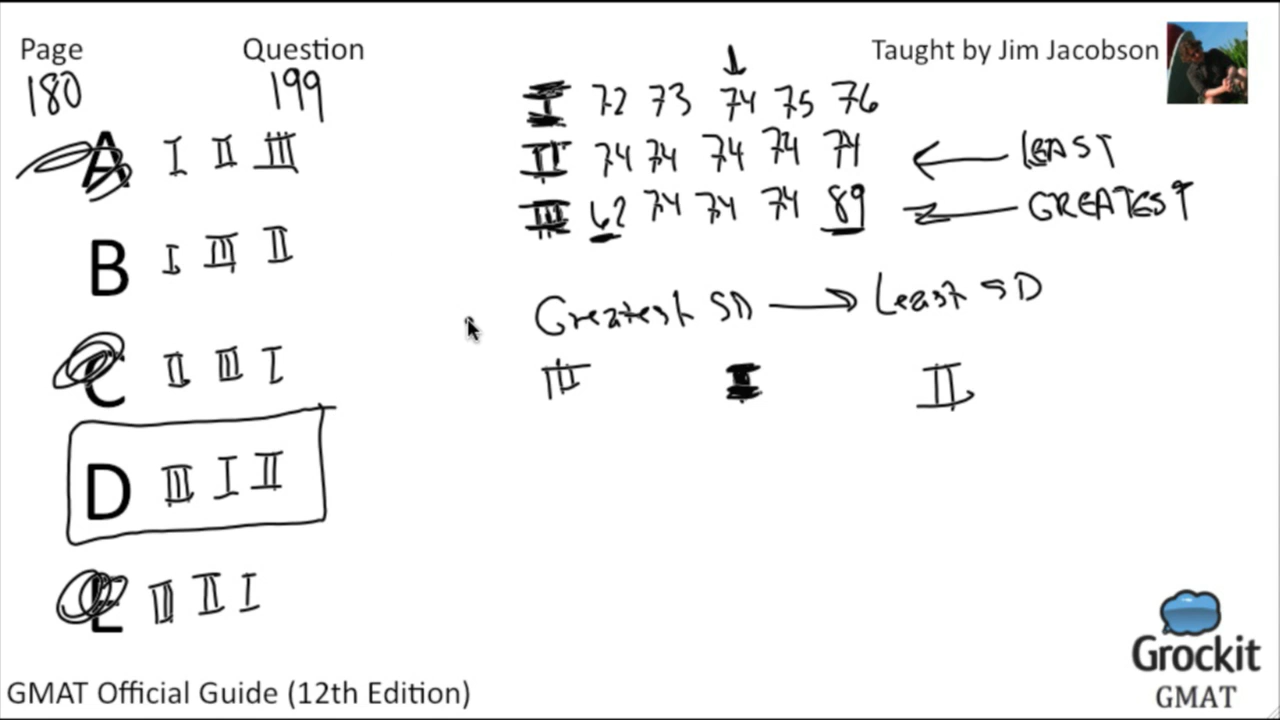 Page Question Taught by Jim Jacobson
180 199
I 72 73 74 75 76
II 74 74 74 74 74 ← LEAST
III 62 74 74 74 89 ← GREATEST
Greatest SD → Least SD
III I II
A I II III
B I III II
C II III I
D III I II
E III II I
Grockit
GMAT
GMAT Official Guide (12th Edition)